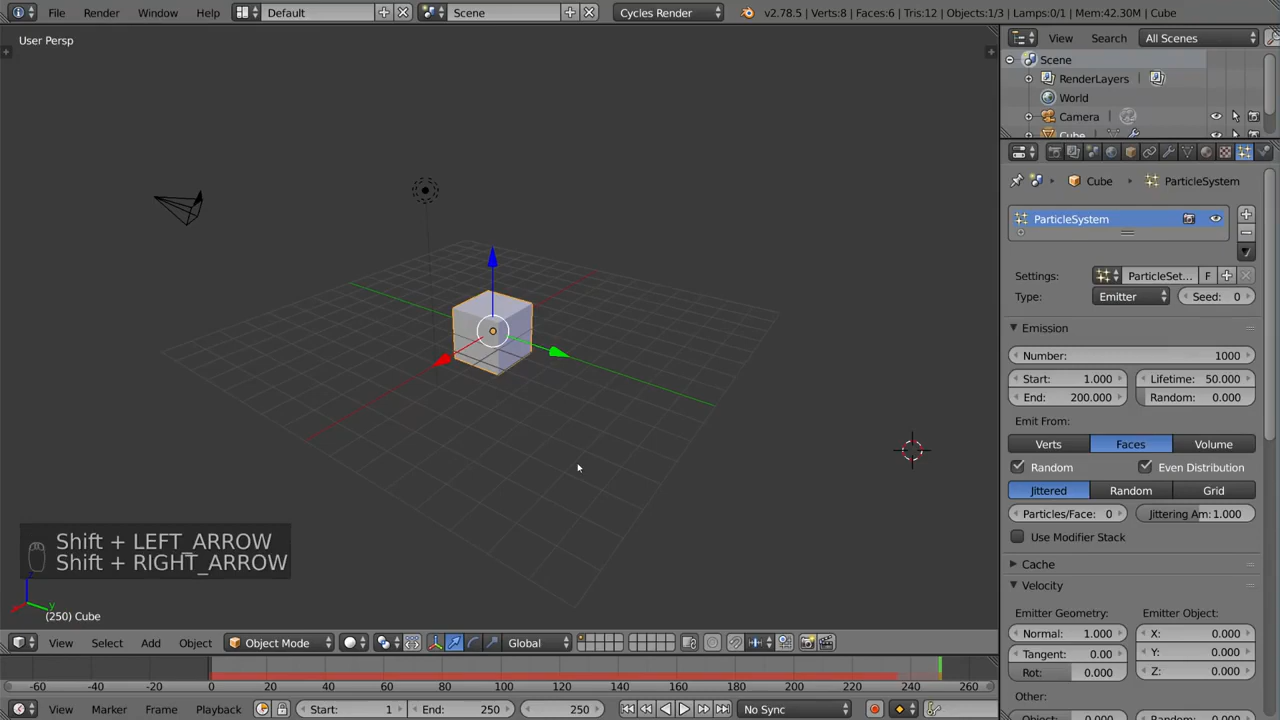 File Render Window Help Default Scene Cycles Render v2.78.5 | Verts:8 | Faces:6 | Tris:12 | Objects:1/3 | Lamps:0/1 | Mem:42.30M | Cube
User Persp
View Search All Scenes
Scene
RenderLayers
World
Camera
Cube
Cube ParticleSystem
ParticleSystem
Settings: ParticleSet... F
Type: Emitter Seed: 0
Emission
Number: 1000
Start: 1.000 Lifetime: 50.000
End: 200.000 Random: 0.000
Emit From:
Verts Faces Volume
Random Even Distribution
Jittered Random Grid
Particles/Face: 0 Jittering Am: 1.000
Use Modifier Stack
Cache
Velocity
Emitter Geometry: Emitter Object:
Normal: 1.000 X: 0.000
Tangent: 0.00 Y: 0.000
Rot: 0.000 Z: 0.000
Other:
Shift + LEFT_ARROW
Shift + RIGHT_ARROW
(250) Cube
View Select Add Object Object Mode Global
-60 -40 -20 0 20 40 60 80 100 120 140 160 180 200 220 240 260
View Marker Frame Playback Start: 1 End: 250 250 No Sync